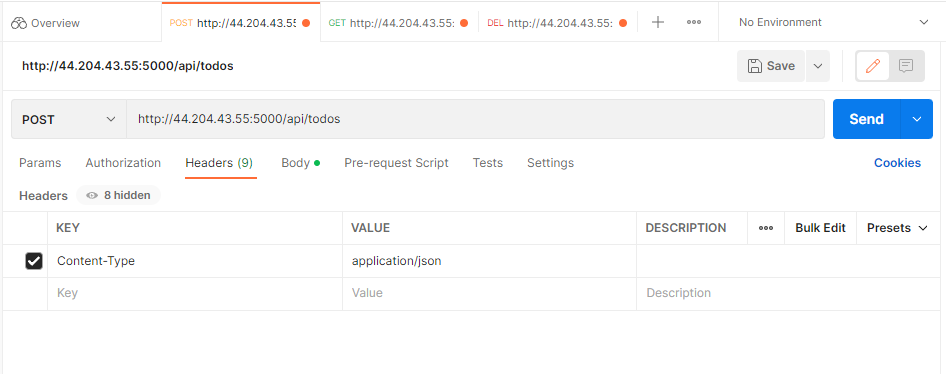 Overview POST http://44.204.43.55: GET http://44.204.43.55: DEL http://44.204.43.55: No Environment
http://44.204.43.55:5000/api/todos Save
POST http://44.204.43.55:5000/api/todos Send
Params Authorization Headers (9) Body Pre-request Script Tests Settings Cookies
Headers 8 hidden
KEY VALUE DESCRIPTION Bulk Edit Presets
Content-Type application/json
Key Value Description